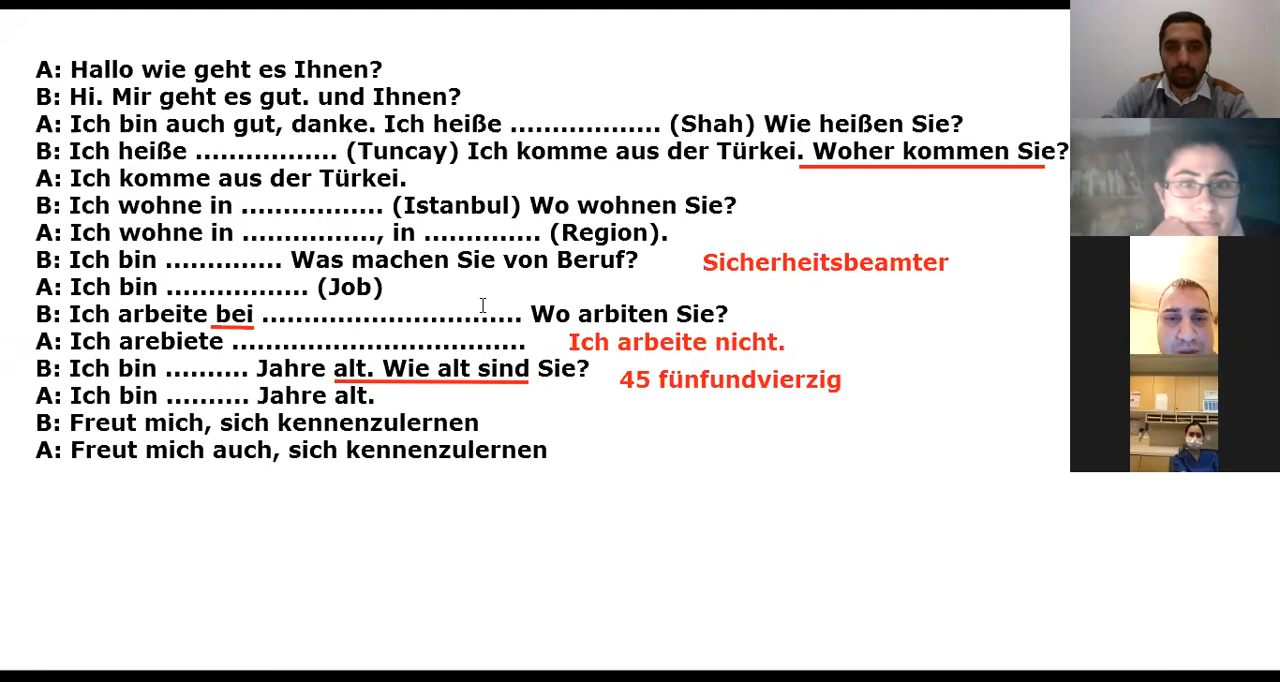 A: Hallo wie geht es Ihnen?
B: Hi. Mir geht es gut. und Ihnen?
A: Ich bin auch gut, danke. Ich heiße .................. (Shah) Wie heißen Sie?
B: Ich heiße ................. (Tuncay) Ich komme aus der Türkei. Woher kommen Sie?
A: Ich komme aus der Türkei.
B: Ich wohne in ................. (Istanbul) Wo wohnen Sie?
A: Ich wohne in ................, in .............. (Region).
B: Ich bin .............. Was machen Sie von Beruf? Sicherheitsbeamter
A: Ich bin ................. (Job)
B: Ich arbeite bei ............................... Wo arbiten Sie?
A: Ich arebiete ................................... Ich arbeite nicht.
B: Ich bin .......... Jahre alt. Wie alt sind Sie? 45 fünfundvierzig
A: Ich bin .......... Jahre alt.
B: Freut mich, sich kennenzulernen
A: Freut mich auch, sich kennenzulernen